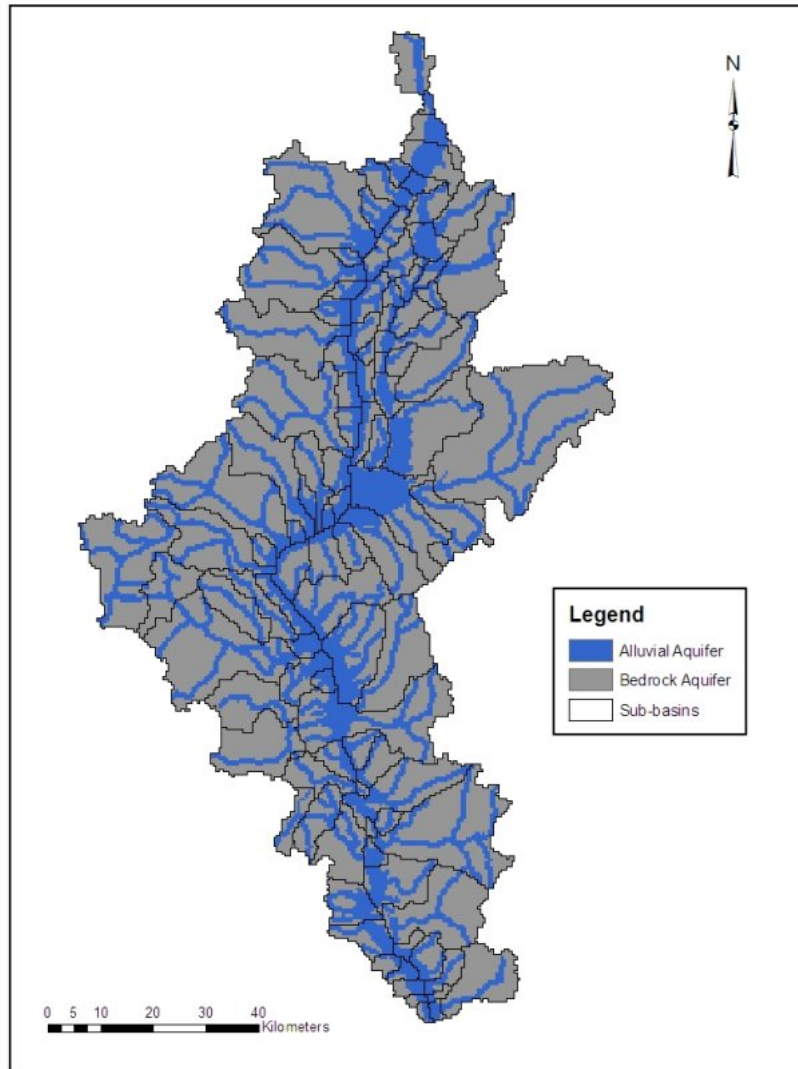 N
Legend
Alluvial Aquifer
Bedrock Aquifer
Sub-basins
0 5 10 20 30 40
Kilometers